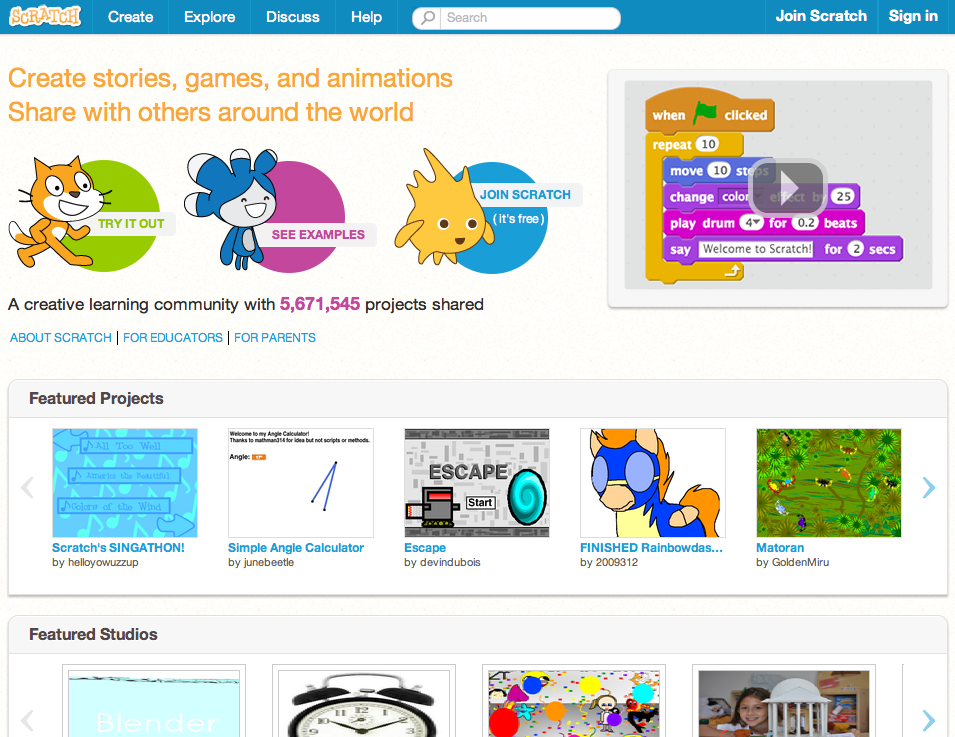 SCRATCH
Create
Explore
Discuss
Help
Search
Join Scratch
Sign in
Create stories, games, and animations
Share with others around the world
TRY IT OUT
SEE EXAMPLES
JOIN SCRATCH
(it's free)
when clicked
repeat 10
move 10 steps
change color effect by 25
play drum 4 for 0.2 beats
say Welcome to Scratch! for 2 secs
A creative learning community with 5,671,545 projects shared
ABOUT SCRATCH | FOR EDUCATORS | FOR PARENTS
Featured Projects
All Too Well
America the Beautiful
Colors of the Wind
Scratch's SINGATHON!
by helloyowuzzup
Welcome to my Angle Calculator!
Thanks to mathman314 for idea but not scripts or methods.
Angle:
Simple Angle Calculator
by junebeetle
ESCAPE
Start
Escape
by devindubois
FINISHED Rainbowdas...
by 2009312
Matoran
by GoldenMiru
Featured Studios
Blender